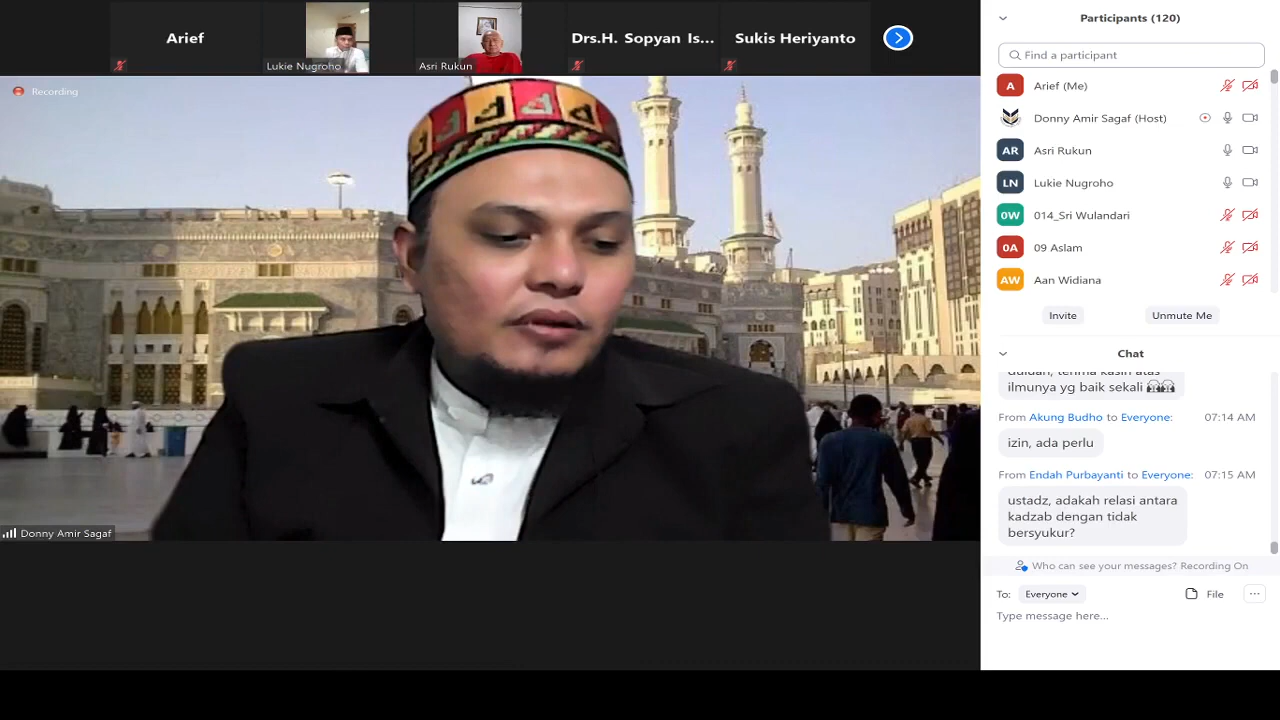 Arief
Lukie Nugroho
Asri Rukun
Drs.H. Sopyan Is...
Sukis Heriyanto
Recording
Donny Amir Sagaf
Participants (120)
Find a participant
A Arief (Me)
Donny Amir Sagaf (Host)
AR Asri Rukun
LN Lukie Nugroho
0W 014_Sri Wulandari
0A 09 Aslam
AW Aan Widiana
Invite Unmute Me
Chat
duluan, terima kasih atas
ilmunya yg baik sekali
From Akung Budho to Everyone: 07:14 AM
izin, ada perlu
From Endah Purbayanti to Everyone: 07:15 AM
ustadz, adakah relasi antara
kadzab dengan tidak
bersyukur?
Who can see your messages? Recording On
To: Everyone File ...
Type message here...